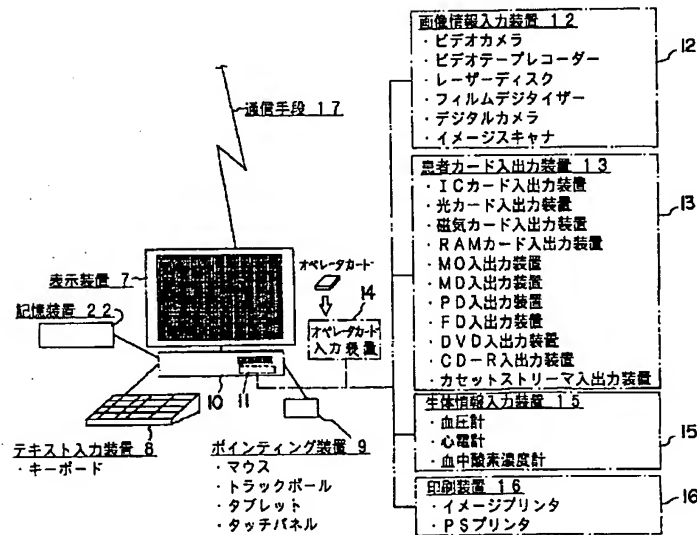 通信手段 17
表示装置 7
記憶装置 22
オペレータカード
14
オペレータカード
入力装置
10
11
8
テキスト入力装置
・キーボード
ポインティング装置 9
・マウス
・トラックボール
・タブレット
・タッチパネル
画像情報入力装置 12
・ビデオカメラ
・ビデオテープレコーダー
・レーザーディスク
・フィルムデジタイザー
・デジタルカメラ
・イメージスキャナ
12
患者カード入出力装置 13
・ICカード入出力装置
・光カード入出力装置
・磁気カード入出力装置
・RAMカード入出力装置
・MO入出力装置
・MD入出力装置
・PD入出力装置
・FD入出力装置
・DVD入出力装置
・CD-R入出力装置
・カセットストリーマ入出力装置
13
生体情報入力装置 15
・血圧計
・心電計
・血中酸素濃度計
15
印刷装置 16
・イメージプリンタ
・PSプリンタ
16